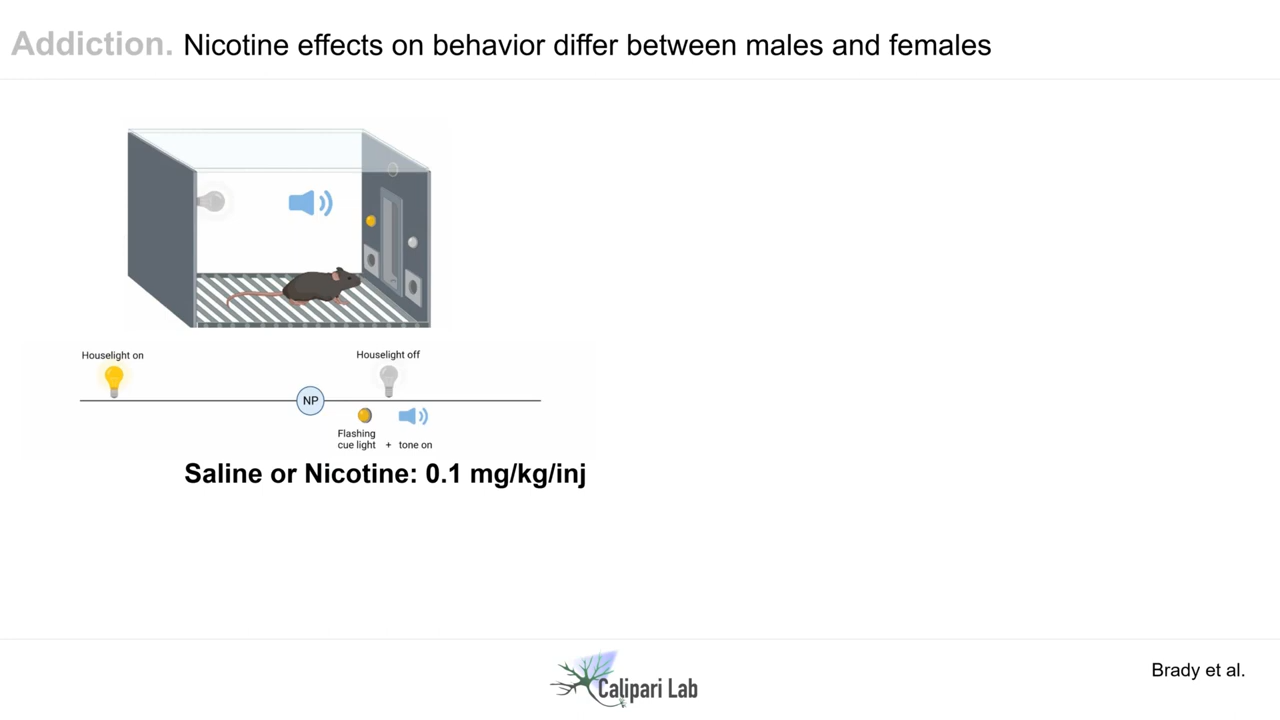 Addiction. Nicotine effects on behavior differ between males and females
Houselight on
Houselight off
NP
Flashing
cue light + tone on
Saline or Nicotine: 0.1 mg/kg/inj
Calipari Lab
Brady et al.